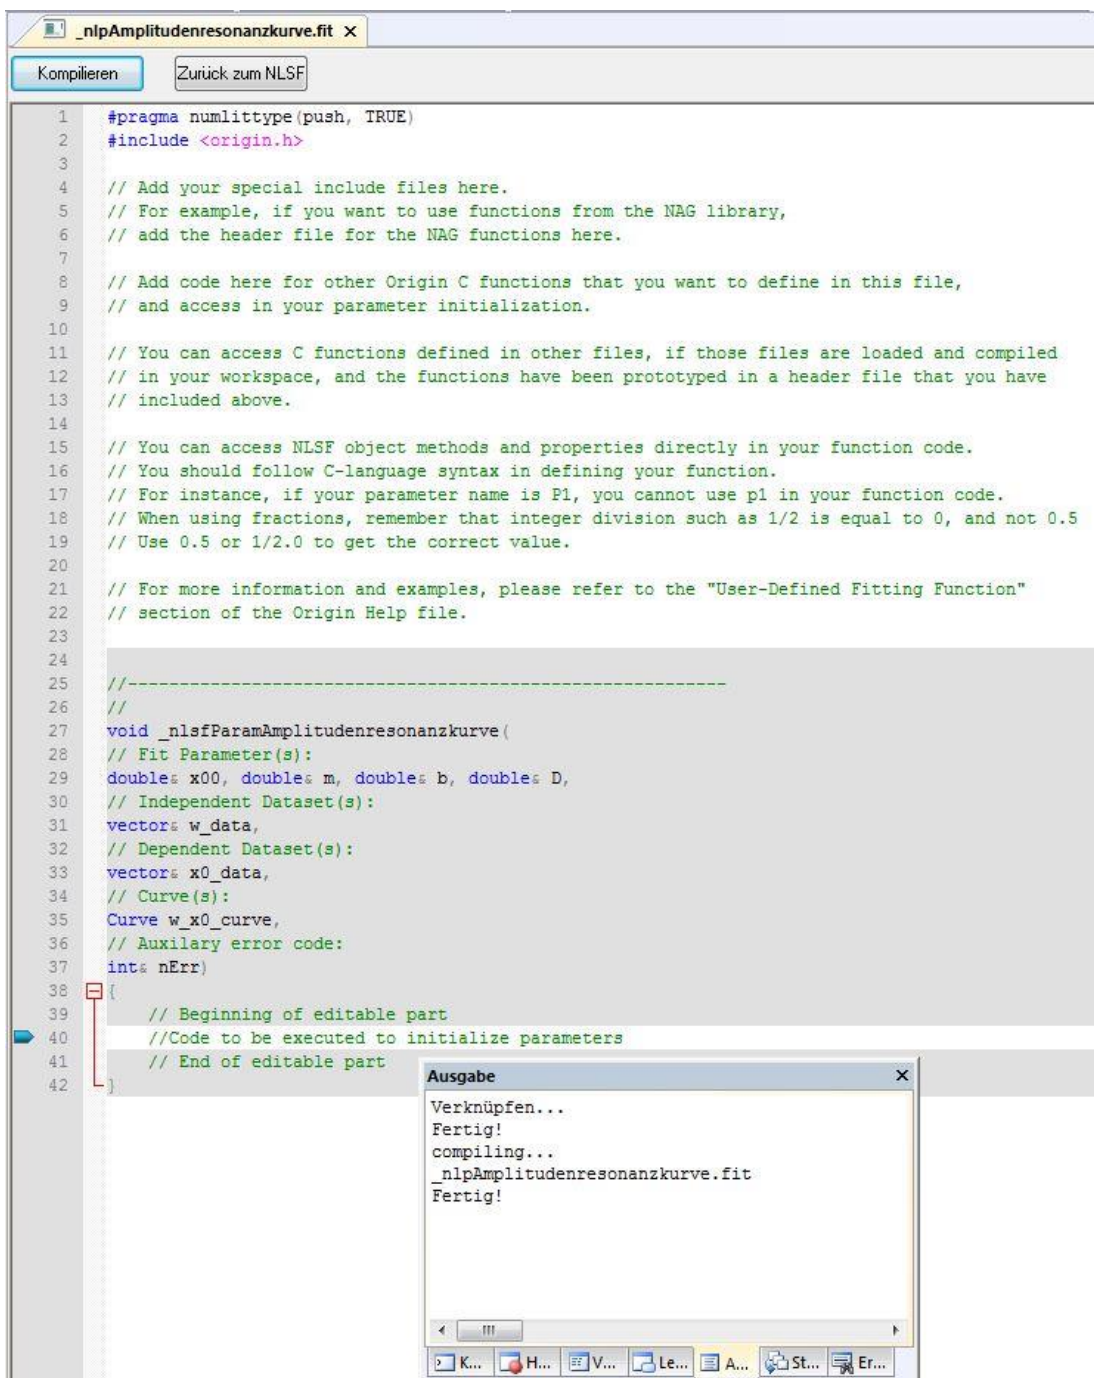 _nlpAmplitudenresonanzkurve.fit X
Kompilieren Zurück zum NLSF
1 #pragma numlittype(push, TRUE)
2 #include <origin.h>
3
4 // Add your special include files here.
5 // For example, if you want to use functions from the NAG library,
6 // add the header file for the NAG functions here.
7
8 // Add code here for other Origin C functions that you want to define in this file,
9 // and access in your parameter initialization.
10
11 // You can access C functions defined in other files, if those files are loaded and compiled
12 // in your workspace, and the functions have been prototyped in a header file that you have
13 // included above.
14
15 // You can access NLSF object methods and properties directly in your function code.
16 // You should follow C-language syntax in defining your function.
17 // For instance, if your parameter name is P1, you cannot use p1 in your function code.
18 // When using fractions, remember that integer division such as 1/2 is equal to 0, and not 0.5
19 // Use 0.5 or 1/2.0 to get the correct value.
20
21 // For more information and examples, please refer to the "User-Defined Fitting Function"
22 // section of the Origin Help file.
23
24
25 //----------------------------------------------------------
26 //
27 void _nlsfParamAmplitudenresonanzkurve(
28 // Fit Parameter(s):
29 double& x00, double& m, double& b, double& D,
30 // Independent Dataset(s):
31 vector& w_data,
32 // Dependent Dataset(s):
33 vector& x0_data,
34 // Curve(s):
35 Curve w_x0_curve,
36 // Auxilary error code:
37 int& nErr)
38 {
39 // Beginning of editable part
40 //Code to be executed to initialize parameters
41 // End of editable part
42 }
Ausgabe X
Verknüpfen...
Fertig!
compiling...
_nlpAmplitudenresonanzkurve.fit
Fertig!
K... H... V... Le... A... St... Er...